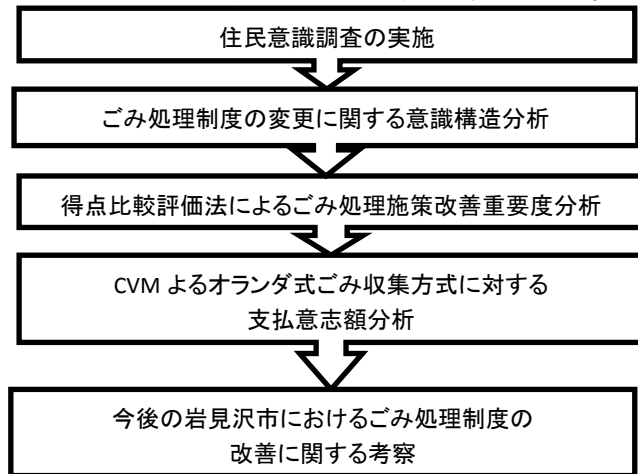 住民意識調査の実施
ごみ処理制度の変更に関する意識構造分析
得点比較評価法によるごみ処理施策改善重要度分析
CVM よるオランダ式ごみ収集方式に対する
支払意志額分析
今後の岩見沢市におけるごみ処理制度の
改善に関する考察